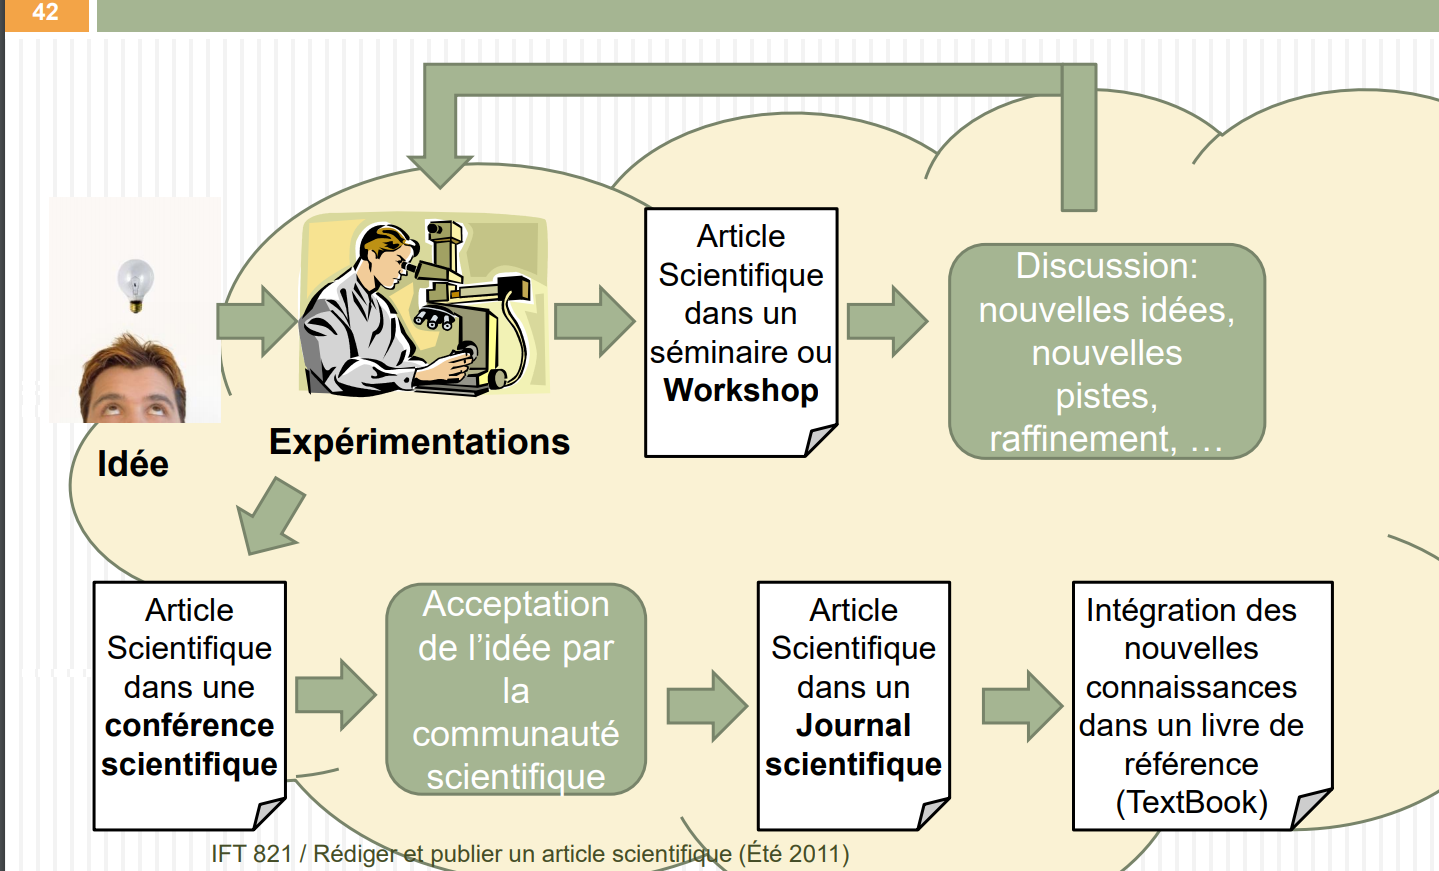 42
Idée
Expérimentations
Article
Scientifique
dans un
séminaire ou
Workshop
Discussion:
nouvelles idées,
nouvelles
pistes,
raffinement, …
Article
Scientifique
dans une
conférence
scientifique
Acceptation
de l’idée par
la
communauté
scientifique
Article
Scientifique
dans un
Journal
scientifique
Intégration des
nouvelles
connaissances
dans un livre de
référence
(TextBook)
IFT 821 / Rédiger et publier un article scientifique (Été 2011)